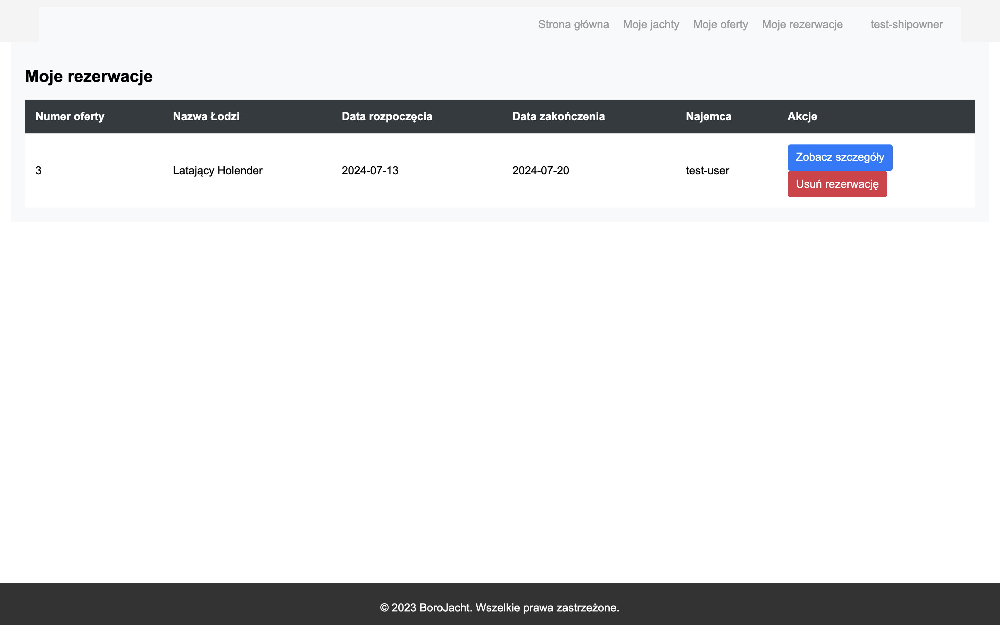 Strona główna Moje jachty Moje oferty Moje rezerwacje test-shipowner
Moje rezerwacje
Numer oferty Nazwa Łodzi Data rozpoczęcia Data zakończenia Najemca Akcje
3 Latający Holender 2024-07-13 2024-07-20 test-user Zobacz szczegóły
Usuń rezerwację
© 2023 BoroJacht. Wszelkie prawa zastrzeżone.